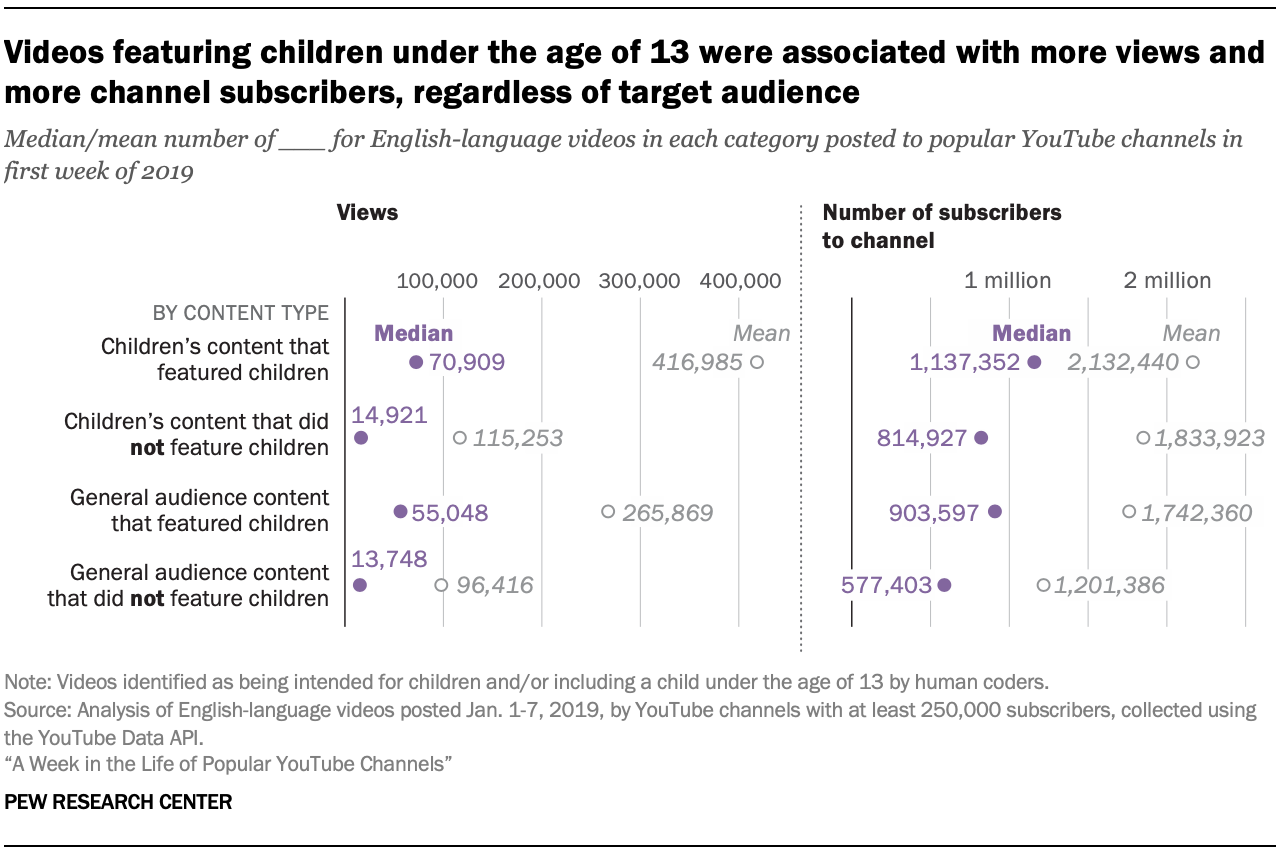 Videos featuring children under the age of 13 were associated with more views and
more channel subscribers, regardless of target audience
Median/mean number of ___ for English-language videos in each category posted to popular YouTube channels in
first week of 2019
Views
Number of subscribers
to channel
100,000 200,000 300,000 400,000
1 million 2 million
BY CONTENT TYPE
Median Mean
Median Mean
Children's content that
featured children
70,909 416,985
1,137,352 2,132,440
Children's content that did
not feature children
14,921 115,253
814,927 1,833,923
General audience content
that featured children
55,048 265,869
903,597 1,742,360
General audience content
that did not feature children
13,748 96,416
577,403 1,201,386
Note: Videos identified as being intended for children and/or including a child under the age of 13 by human coders.
Source: Analysis of English-language videos posted Jan. 1-7, 2019, by YouTube channels with at least 250,000 subscribers, collected using
the YouTube Data API.
“A Week in the Life of Popular YouTube Channels”
PEW RESEARCH CENTER